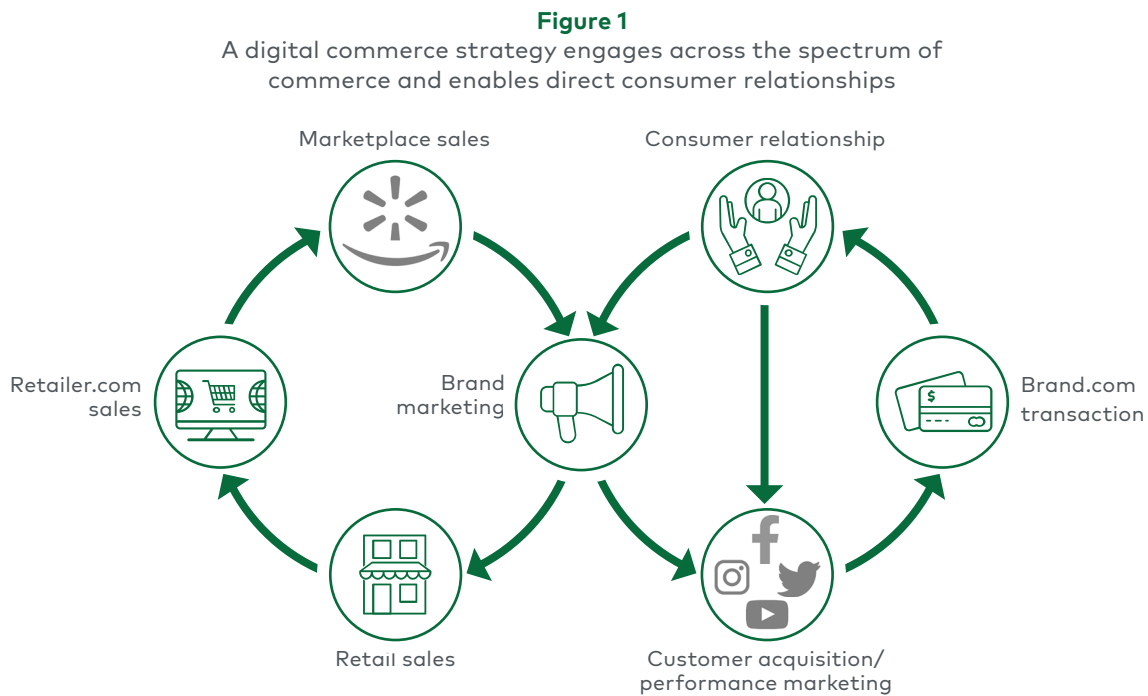 Figure 1
A digital commerce strategy engages across the spectrum of
commerce and enables direct consumer relationships
Marketplace sales
Consumer relationship
Retailer.com
sales
Brand
marketing
$
Brand.com
transaction
Retail sales
Customer acquisition/
performance marketing